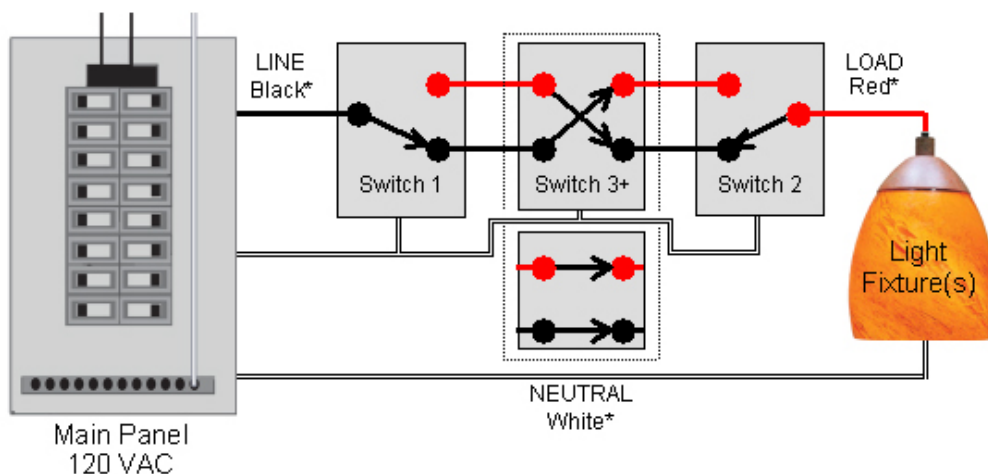 LINE
Black*
Switch 1
Switch 3+
Switch 2
LOAD
Red*
Light
Fixture(s)
NEUTRAL
White*
Main Panel
120 VAC